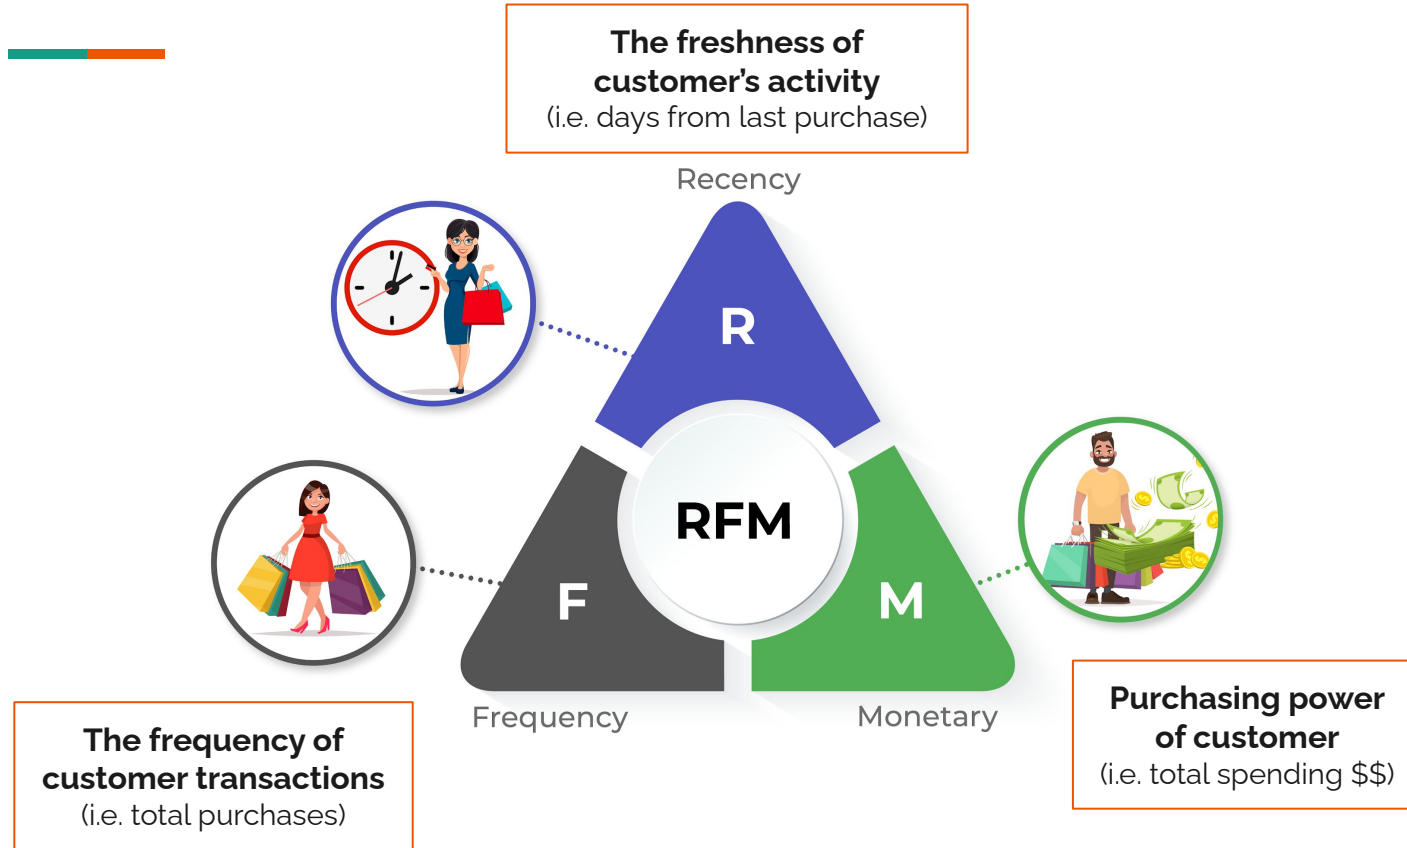 The freshness of
customer’s activity
(i.e. days from last purchase)
Recency
R
RFM
F
M
Frequency
Monetary
The frequency of
customer transactions
(i.e. total purchases)
Purchasing power
of customer
(i.e. total spending $$)